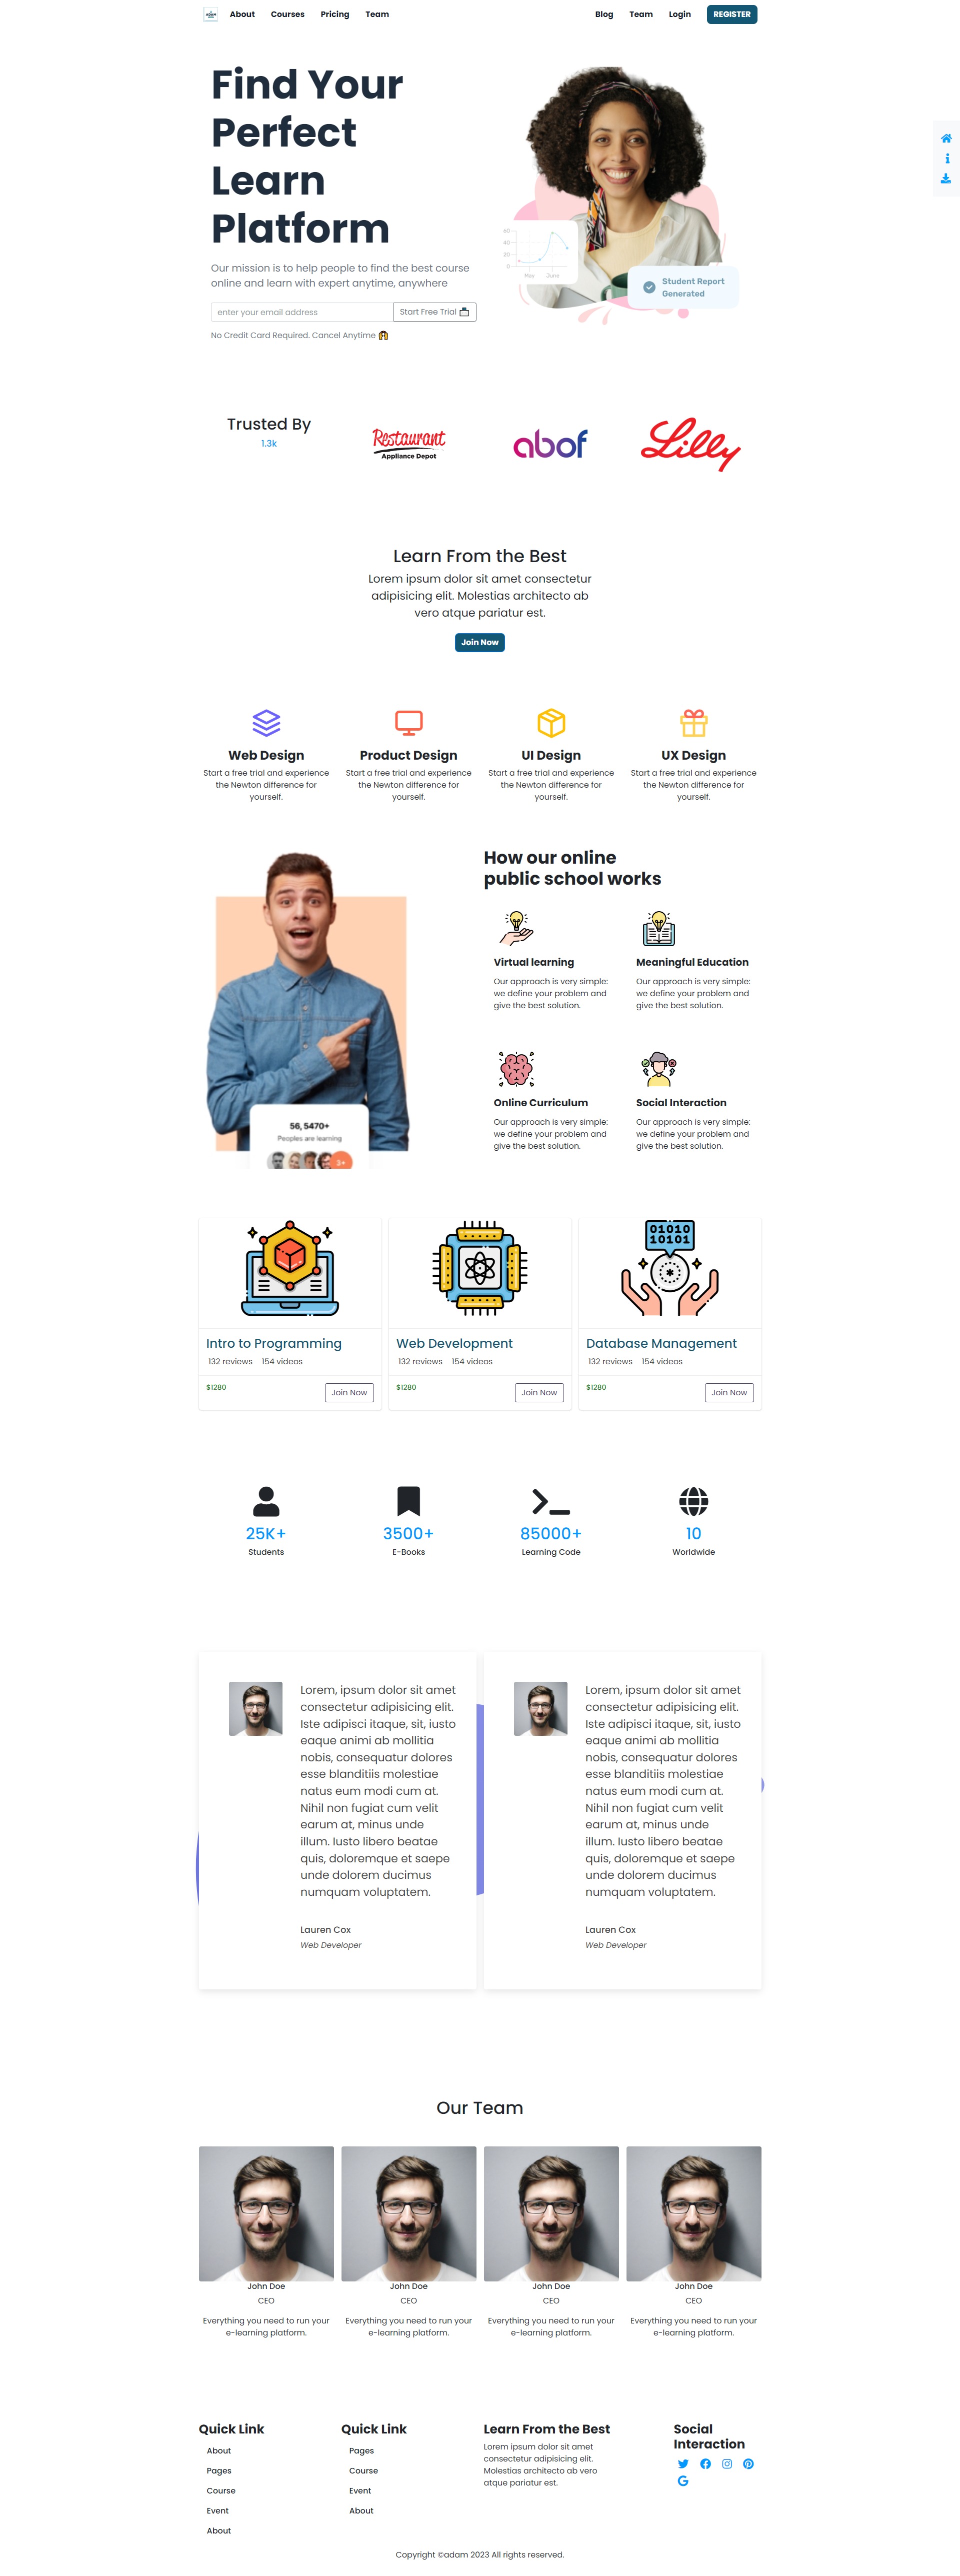 About Courses Pricing Team Blog Team Login REGISTER
Find Your
Perfect
Learn
Platform
Our mission is to help people to find the best course
online and learn with expert anytime, anywhere
enter your email address Start Free Trial
No Credit Card Required. Cancel Anytime
60
40
20
0
May June
Student Report
Generated
Trusted By
1.3k
Restaurant
Appliance Depot
abof
Lilly
Learn From the Best
Lorem ipsum dolor sit amet consectetur
adipisicing elit. Molestias architecto ab
vero atque pariatur est.
Join Now
Web Design
Start a free trial and experience
the Newton difference for
yourself.
Product Design
Start a free trial and experience
the Newton difference for
yourself.
UI Design
Start a free trial and experience
the Newton difference for
yourself.
UX Design
Start a free trial and experience
the Newton difference for
yourself.
56, 5470+
Peoples are learning
3+
How our online
public school works
Virtual learning
Our approach is very simple:
we define your problem and
give the best solution.
Meaningful Education
Our approach is very simple:
we define your problem and
give the best solution.
Online Curriculum
Our approach is very simple:
we define your problem and
give the best solution.
Social Interaction
Our approach is very simple:
we define your problem and
give the best solution.
Intro to Programming
132 reviews 154 videos
$1280 Join Now
Web Development
132 reviews 154 videos
$1280 Join Now
01010
10101
Database Management
132 reviews 154 videos
$1280 Join Now
25K+
Students
3500+
E-Books
85000+
Learning Code
10
Worldwide
Lorem, ipsum dolor sit amet
consectetur adipisicing elit.
Iste adipisci itaque, sit, iusto
eaque animi ab mollitia
nobis, consequatur dolores
esse blanditiis molestiae
natus eum modi cum at.
Nihil non fugiat cum velit
earum at, minus unde
illum. Iusto libero beatae
quis, doloremque et saepe
unde dolorem ducimus
numquam voluptatem.
Lauren Cox
Web Developer
Lorem, ipsum dolor sit amet
consectetur adipisicing elit.
Iste adipisci itaque, sit, iusto
eaque animi ab mollitia
nobis, consequatur dolores
esse blanditiis molestiae
natus eum modi cum at.
Nihil non fugiat cum velit
earum at, minus unde
illum. Iusto libero beatae
quis, doloremque et saepe
unde dolorem ducimus
numquam voluptatem.
Lauren Cox
Web Developer
Our Team
John Doe
CEO
Everything you need to run your
e-learning platform.
John Doe
CEO
Everything you need to run your
e-learning platform.
John Doe
CEO
Everything you need to run your
e-learning platform.
John Doe
CEO
Everything you need to run your
e-learning platform.
Quick Link
About
Pages
Course
Event
About
Quick Link
Pages
Course
Event
About
Learn From the Best
Lorem ipsum dolor sit amet
consectetur adipisicing elit.
Molestias architecto ab vero
atque pariatur est.
Social
Interaction
Copyright ©adam 2023 All rights reserved.